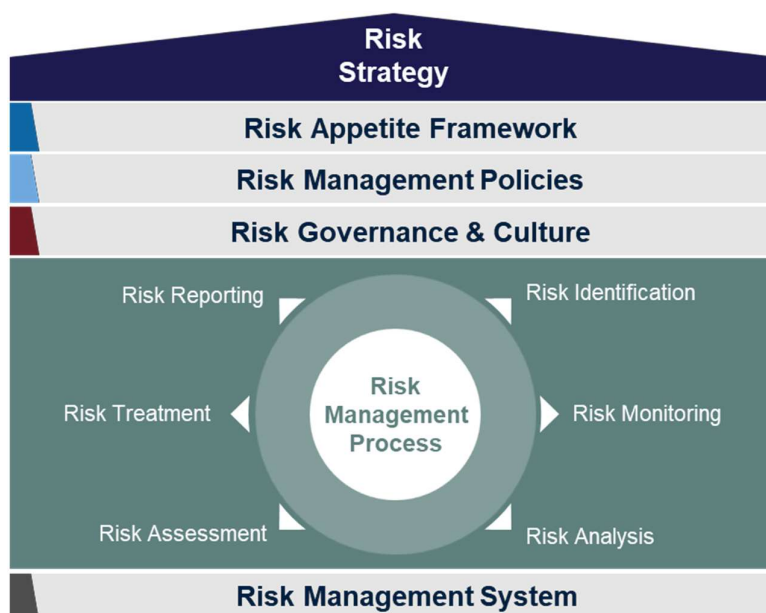 Risk
Strategy
Risk Appetite Framework
Risk Management Policies
Risk Governance & Culture
Risk Reporting
Risk Identification
Risk Treatment
Risk
Management
Process
Risk Monitoring
Risk Assessment
Risk Analysis
Risk Management System